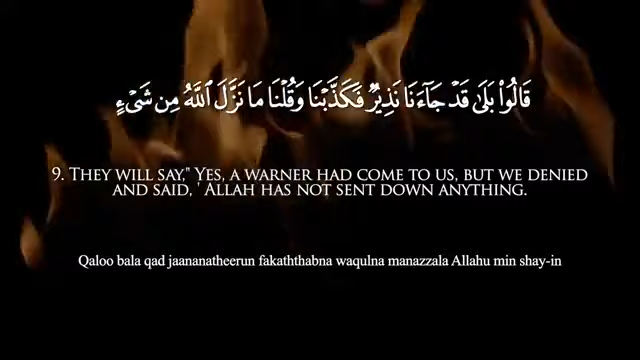 قَالُوا۟ بَلَىٰ قَدْ جَآءَنَا نَذِيرٌ فَكَذَّبْنَا وَقُلْنَا مَا نَزَّلَ ٱللَّهُ مِن شَىْءٍ
9. They will say," Yes, a warner had come to us, but we denied
and said, ' Allah has not sent down anything.
Qaloo bala qad jaananatheerun fakaththabna waqulna manazzala Allahu min shay-in